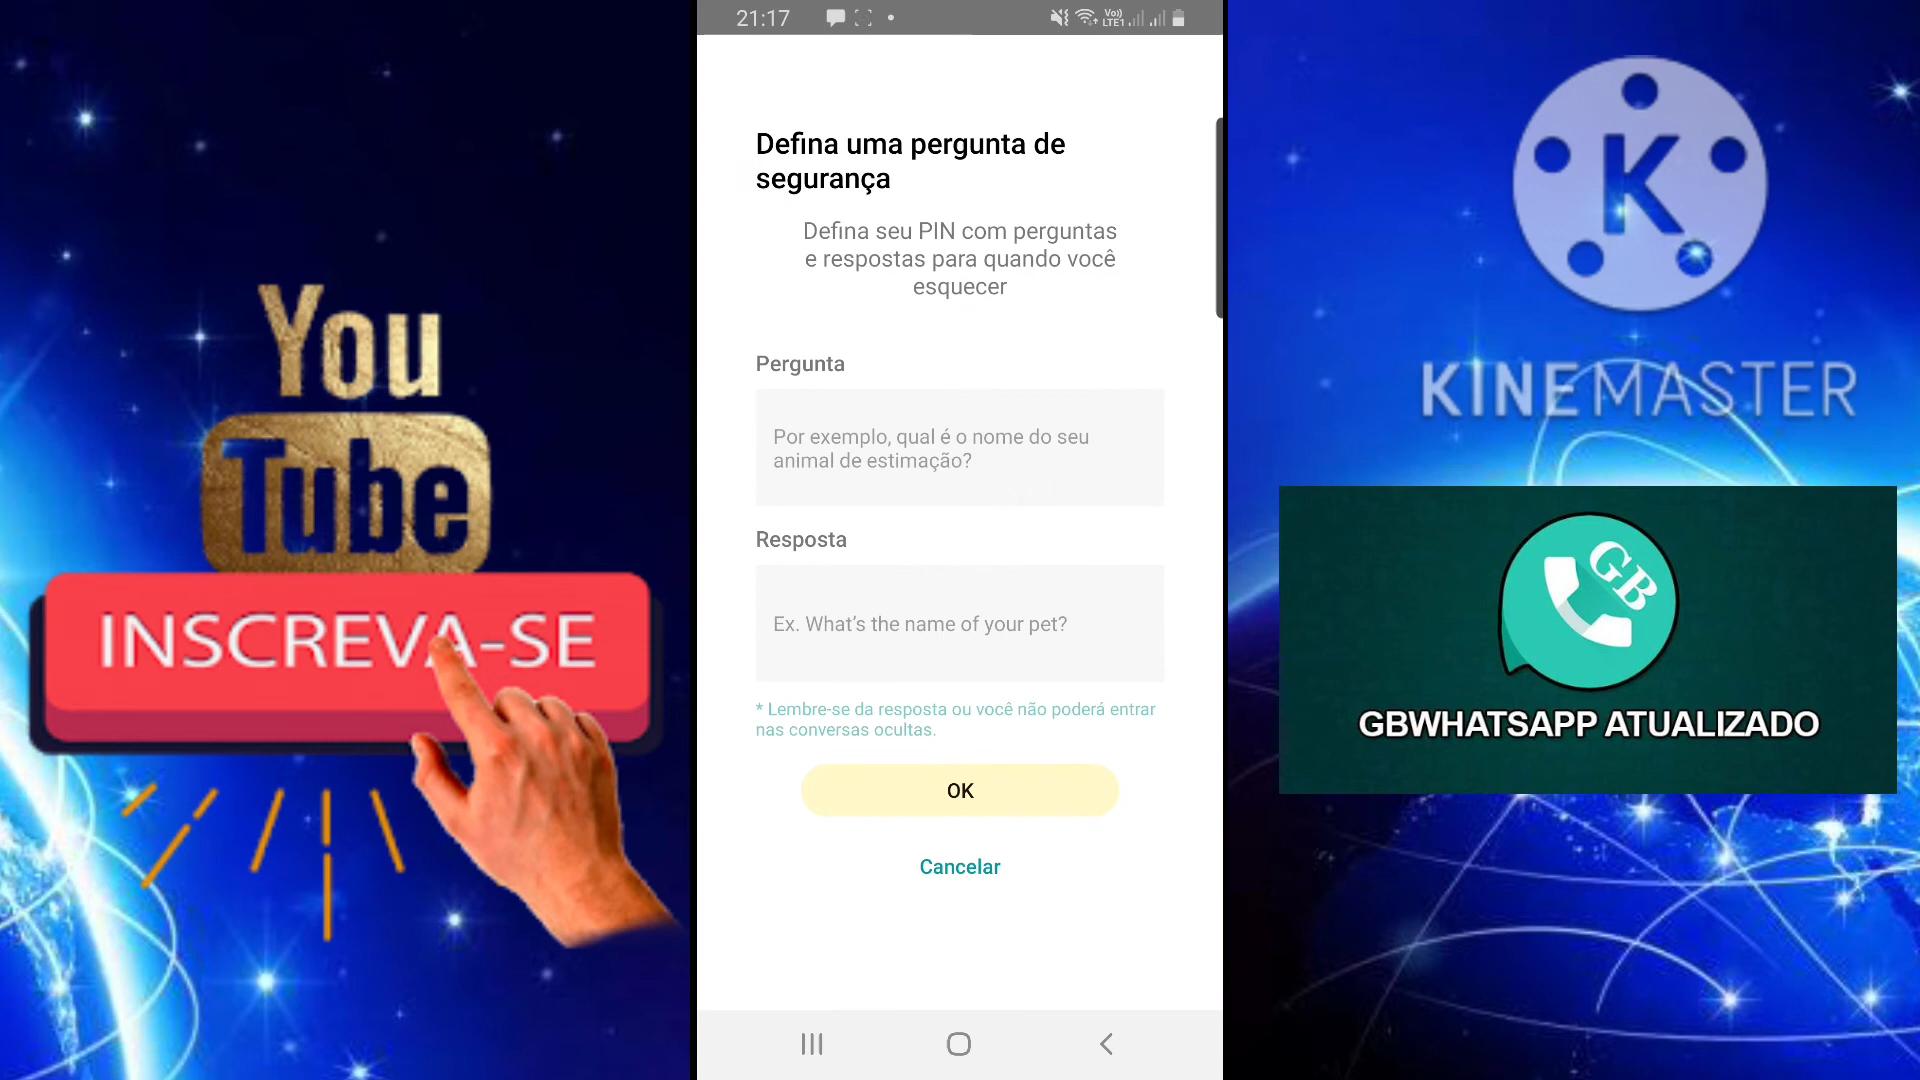 You
Tube
INSCREVA-SE
21:17
Vo))
LTE1
Defina uma pergunta de
segurança
Defina seu PIN com perguntas
e respostas para quando você
esquecer
Pergunta
Por exemplo, qual é o nome do seu
animal de estimação?
Resposta
Ex. What's the name of your pet?
* Lembre-se da resposta ou você não poderá entrar
nas conversas ocultas.
OK
Cancelar
K
KINEMASTER
GB
GBWHATSAPP ATUALIZADO